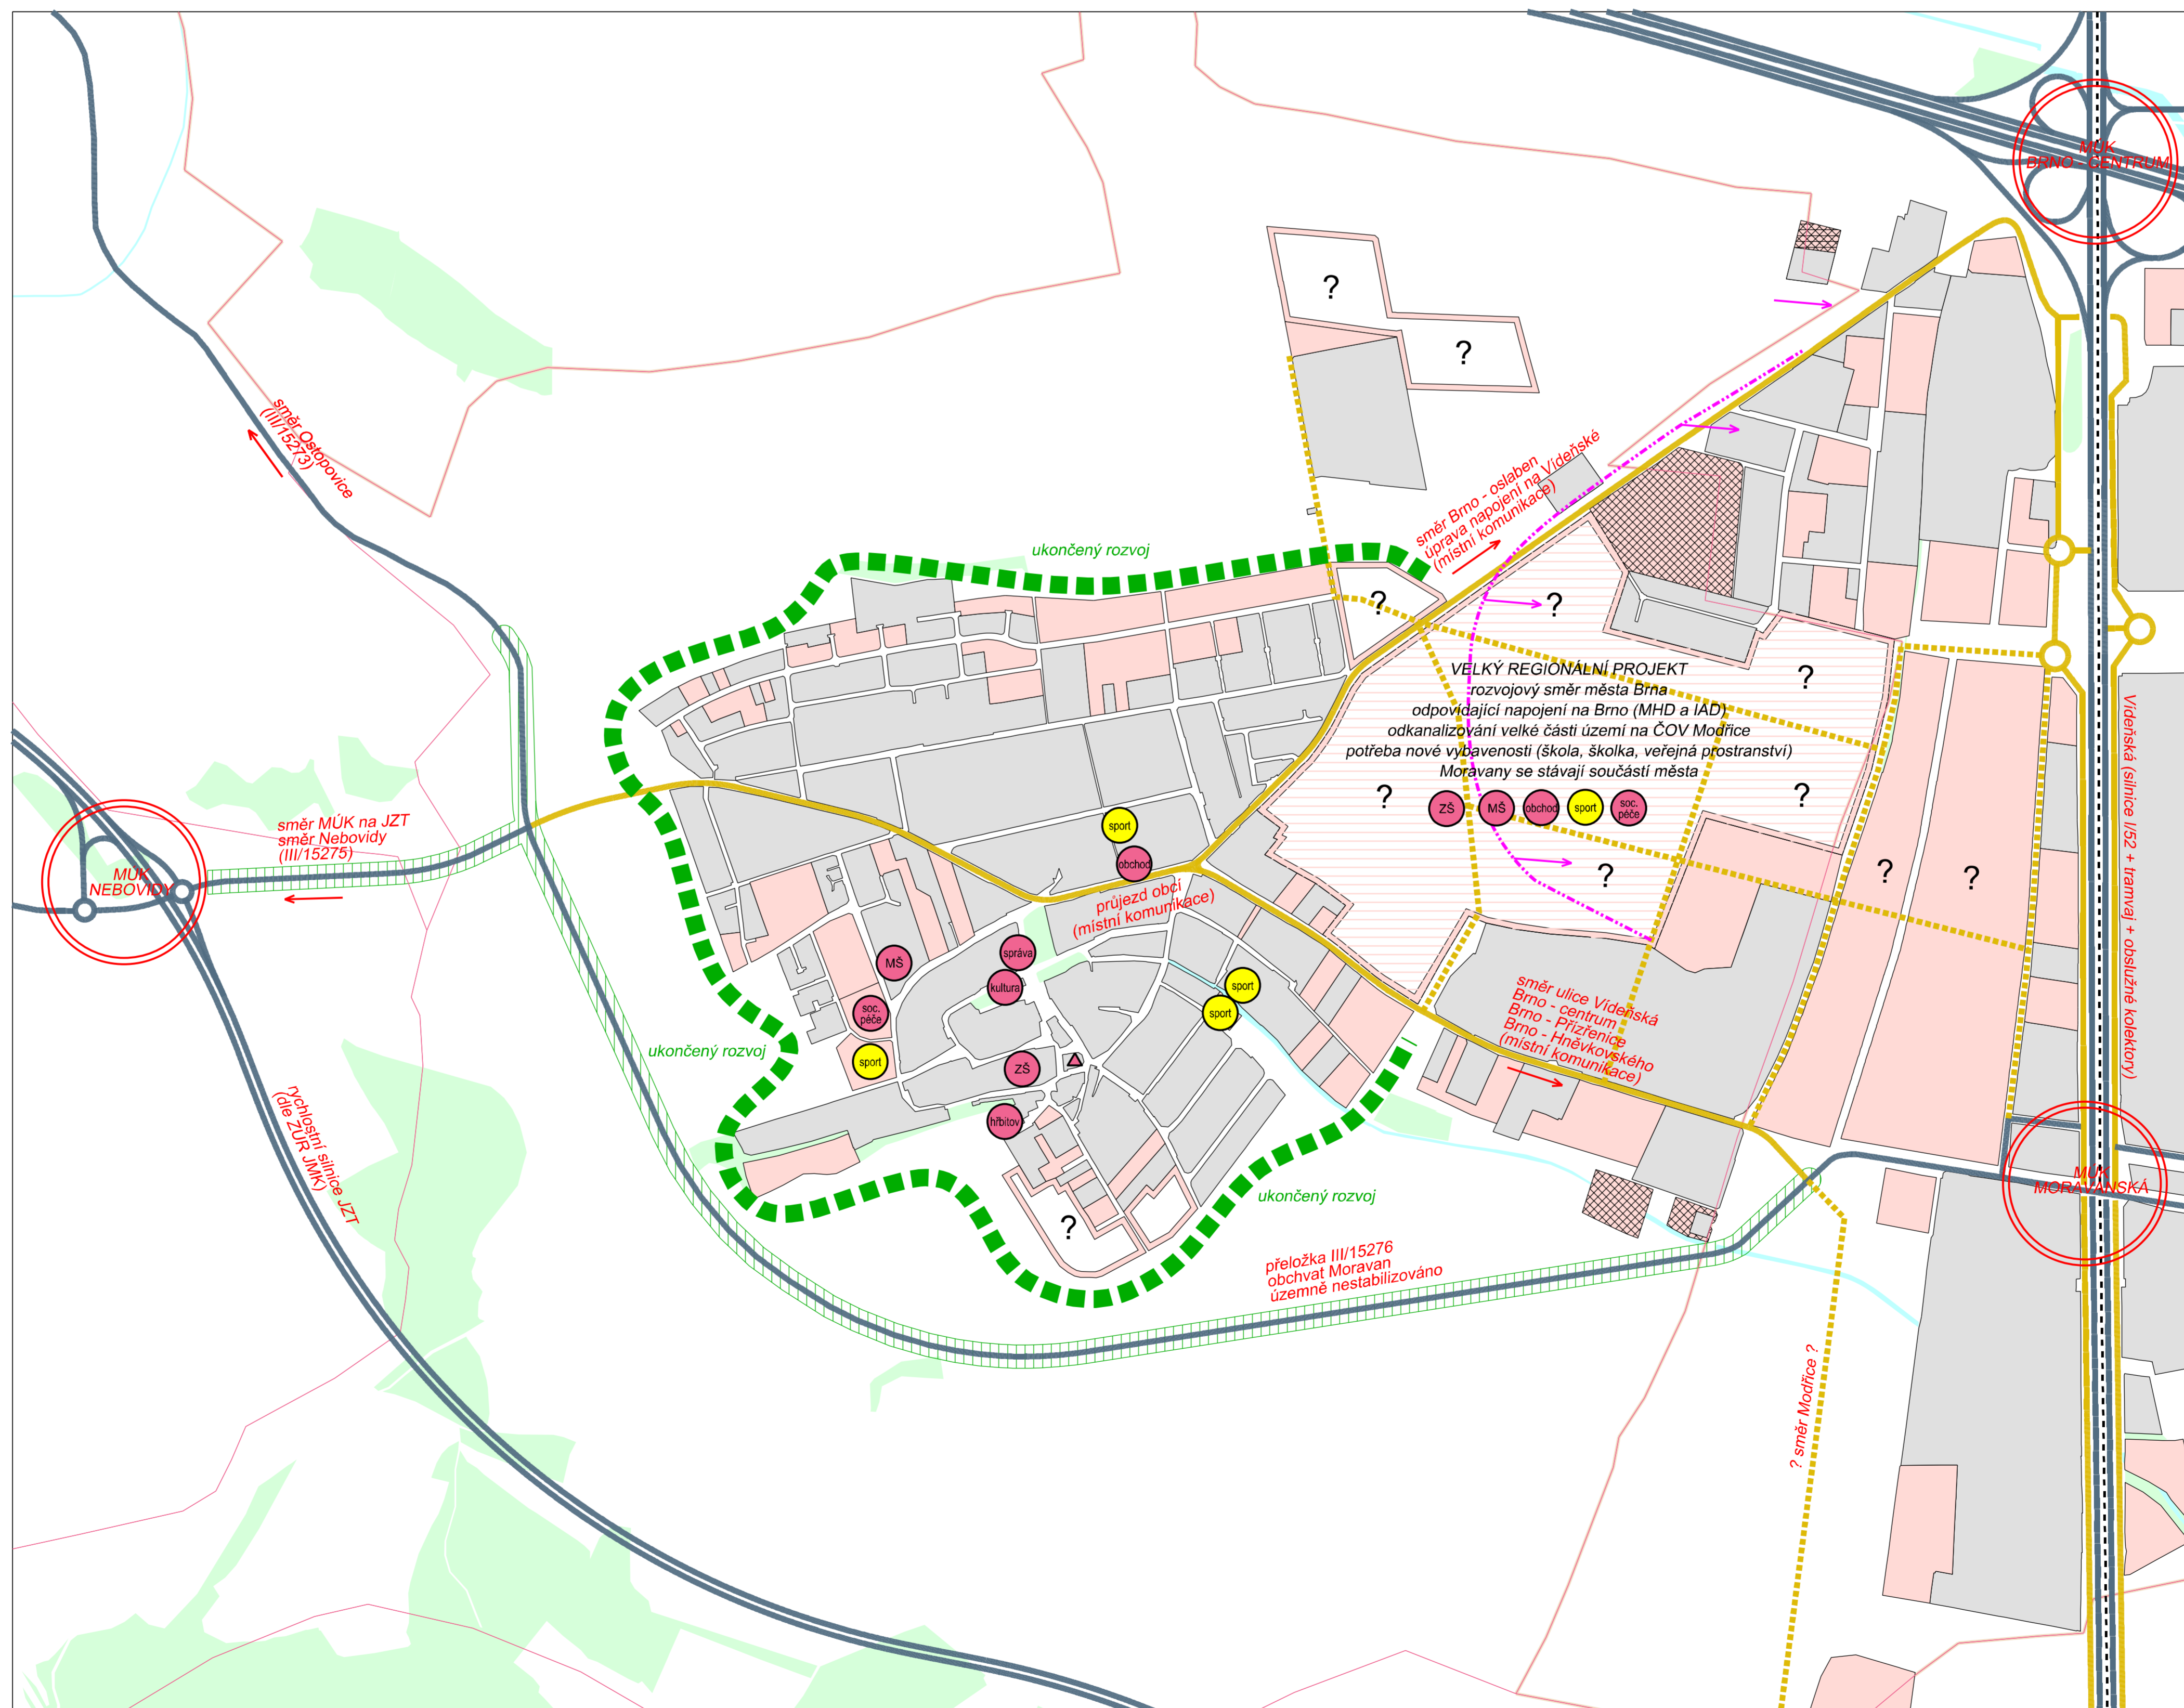 MÚK
BRNO - CENTRUM
?
?
směr Ostopovice
(III/15273)
směr Brno - oslaben
úprava napojení na Vídeňské
(místní komunikace)
ukončený rozvoj
?
?
?
VELKÝ REGIONÁLNÍ PROJEKT
rozvojový směr města Brna
odpovídající napojení na Brno (MHD a IAD)
odkanalizování velké části území na ČOV Modřice
potřeba nové vybavenosti (škola, školka, veřejná prostranství)
Moravany se stávají součástí města
?
?
ZŠ
MŠ
obchod
sport
soc.
péče
?
?
?
Vídeňská (silnice I/52 + tramvaj + obslužné kolektory)
směr MÚK na JZT
směr Nebovidy
(III/15275)
MÚK
NEBOVIDY
sport
obchod
průjezd obcí
(místní komunikace)
MŠ
správa
kultura
soc.
péče
sport
sport
sport
ZŠ
hřbitov
ukončený rozvoj
směr ulice Vídeňská
Brno - centrum
Brno - Přízřenice
Brno - Hněvkovského
(místní komunikace)
rychlostní silnice JZT
(dle ZÚR JMK)
MÚK
MORAVANSKÁ
ukončený rozvoj
?
přeložka III/15276
obchvat Moravan
územně nestabilizováno
? směr Modřice ?